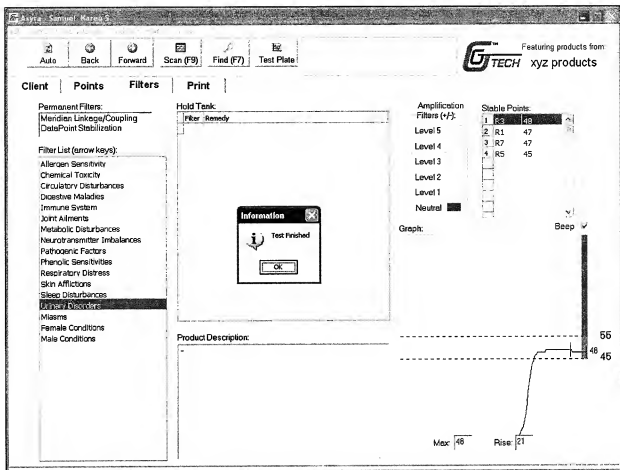 Asyra - Samuel, Karen S.
Auto
Back
Forward
Scan (F9)
Find (F7)
Test Plate
GTECH
Featuring products from:
xyz products
Client
Points
Filters
Print
Permanent Filters:
Meridian Linkage/Coupling
DataPoint Stabilization
Filter List (arrow keys):
Allergen Sensitivity
Chemical Toxicity
Circulatory Disturbances
Digestive Maladies
Immune System
Joint Ailments
Metabolic Disturbances
Neurotransmitter Imbalances
Pathogenic Factors
Phenolic Sensitivities
Respiratory Distress
Skin Afflictions
Sleep Disturbances
Urinary Disorders
Miasms
Female Conditions
Male Conditions
Hold Tank:
Filter Remedy
Information
Test Finished
OK
Product Description:
-
Amplification
Filters (+/-):
Level 5
Level 4
Level 3
Level 2
Level 1
Neutral
Stable Points:
1 R3 48
2 R1 47
3 R7 47
4 R5 45
Graph:
Beep
55
48
45
Max: 48
Rise: 21